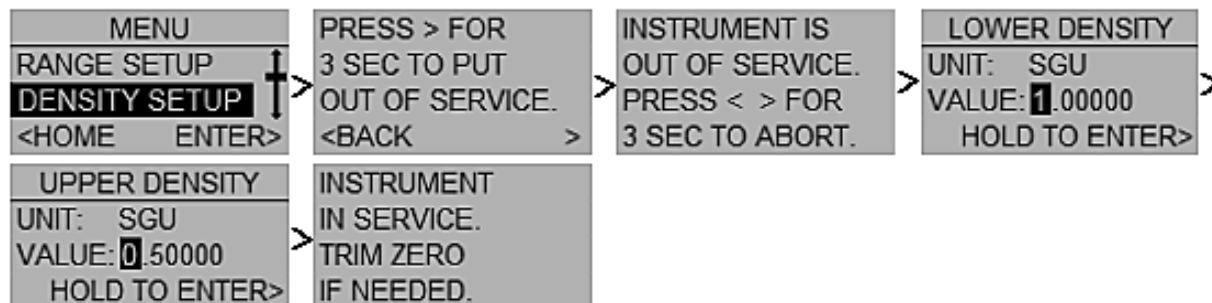 MENU
RANGE SETUP
DENSITY SETUP
<HOME ENTER>
>
PRESS > FOR
3 SEC TO PUT
OUT OF SERVICE.
<BACK >
>
INSTRUMENT IS
OUT OF SERVICE.
PRESS < > FOR
3 SEC TO ABORT.
>
LOWER DENSITY
UNIT: SGU
VALUE: 1.00000
HOLD TO ENTER>
>
UPPER DENSITY
UNIT: SGU
VALUE: 0.50000
HOLD TO ENTER>
>
INSTRUMENT
IN SERVICE.
TRIM ZERO
IF NEEDED.